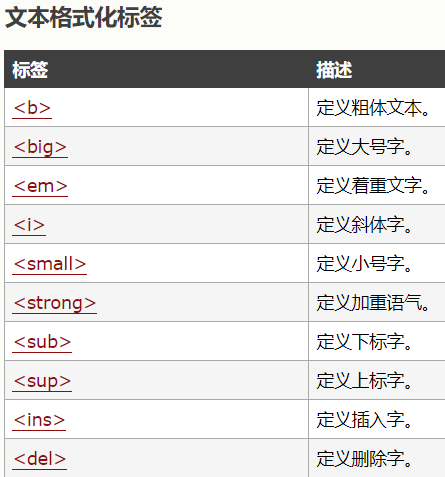 文本格式化标签
标签 描述
<b> 定义粗体文本。
<big> 定义大号字。
<em> 定义着重文字。
<i> 定义斜体字。
<small> 定义小号字。
<strong> 定义加重语气。
<sub> 定义下标字。
<sup> 定义上标字。
<ins> 定义插入字。
<del> 定义删除字。